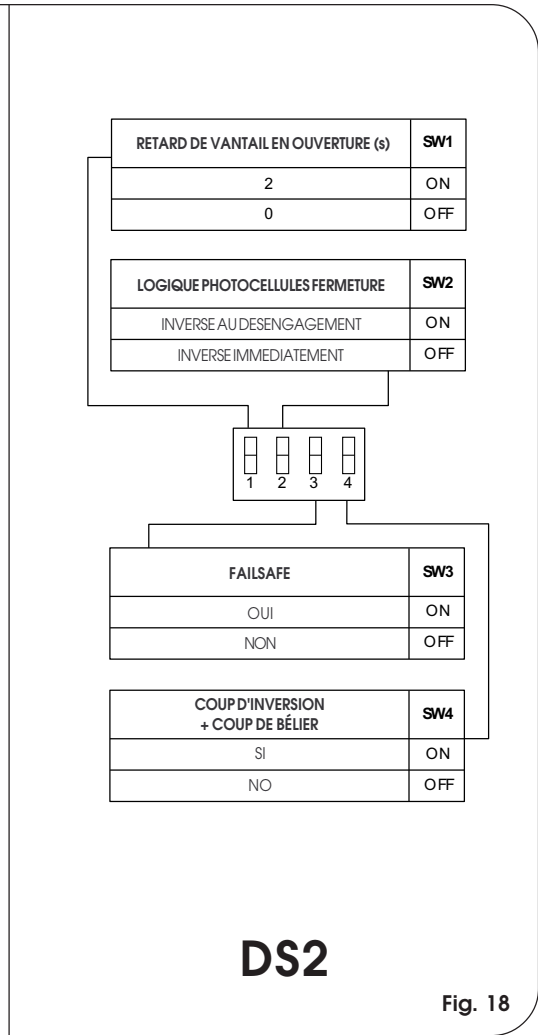 RETARD DE VANTAIL EN OUVERTURE (s) SW1
2 ON
0 OFF
LOGIQUE PHOTOCELLULES FERMETURE SW2
INVERSE AU DESENGAGEMENT ON
INVERSE IMMEDIATEMENT OFF
1 2 3 4
FAILSAFE SW3
OUI ON
NON OFF
COUP D'INVERSION
+ COUP DE BÉLIER SW4
SI ON
NO OFF
DS2
Fig. 18